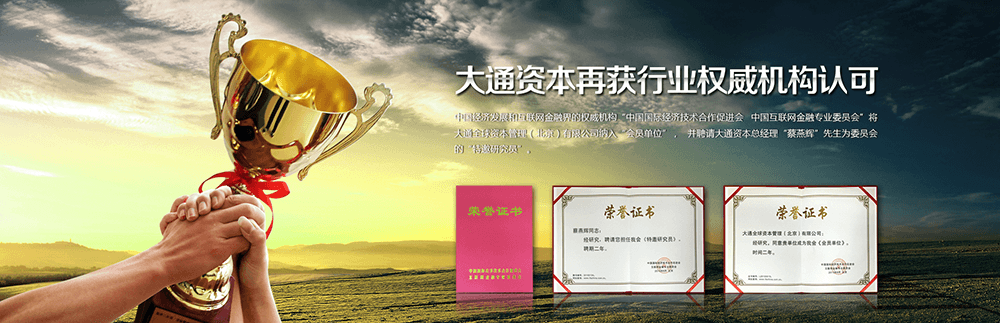 大通资本再获行业权威机构认可
中国经济发展和互联网金融界的权威机构“中国国际经济技术合作促进会 中国互联网金融专业委员会”将
大通全球资本管理（北京）有限公司纳入“会员单位”， 并聘请大通资本总经理“蔡燕辉”先生为委员会
的“特邀研究员”。
荣誉证书
荣誉证书
蔡燕辉同志：
经研究，聘请您担任我会《特邀研究员》，
聘期二年。
荣誉证书
大通全球资本管理（北京）有限公司：
经研究，同意贵单位成为我会《会员单位》，
时间二年。